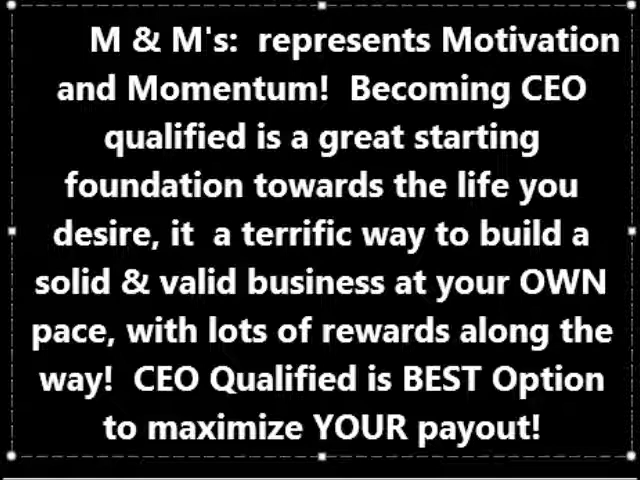 M & M's:  represents Motivation
and Momentum!  Becoming CEO
qualified is a great starting
foundation towards the life you
desire, it  a terrific way to build a
solid & valid business at your OWN
pace, with lots of rewards along the
way!  CEO Qualified is BEST Option
to maximize YOUR payout!